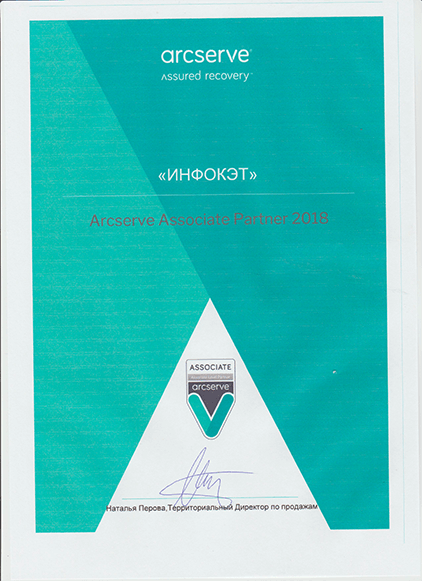 arcserve®
Assured recovery™
«ИНФОКЭТ»
Arcserve Associate Partner 2018
ASSOCIATE
arcserve
Наталья Перова,Территориальный Директор по продажам